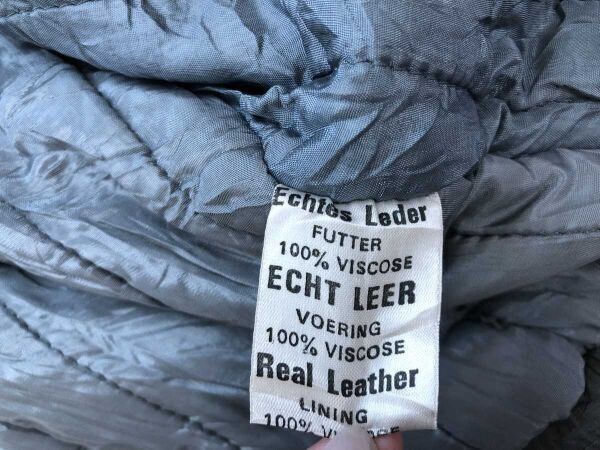 Echtes Leder
FUTTER
100% VISCOSE
ECHT LEER
VOERING
100% VISCOSE
Real Leather
LINING
100%